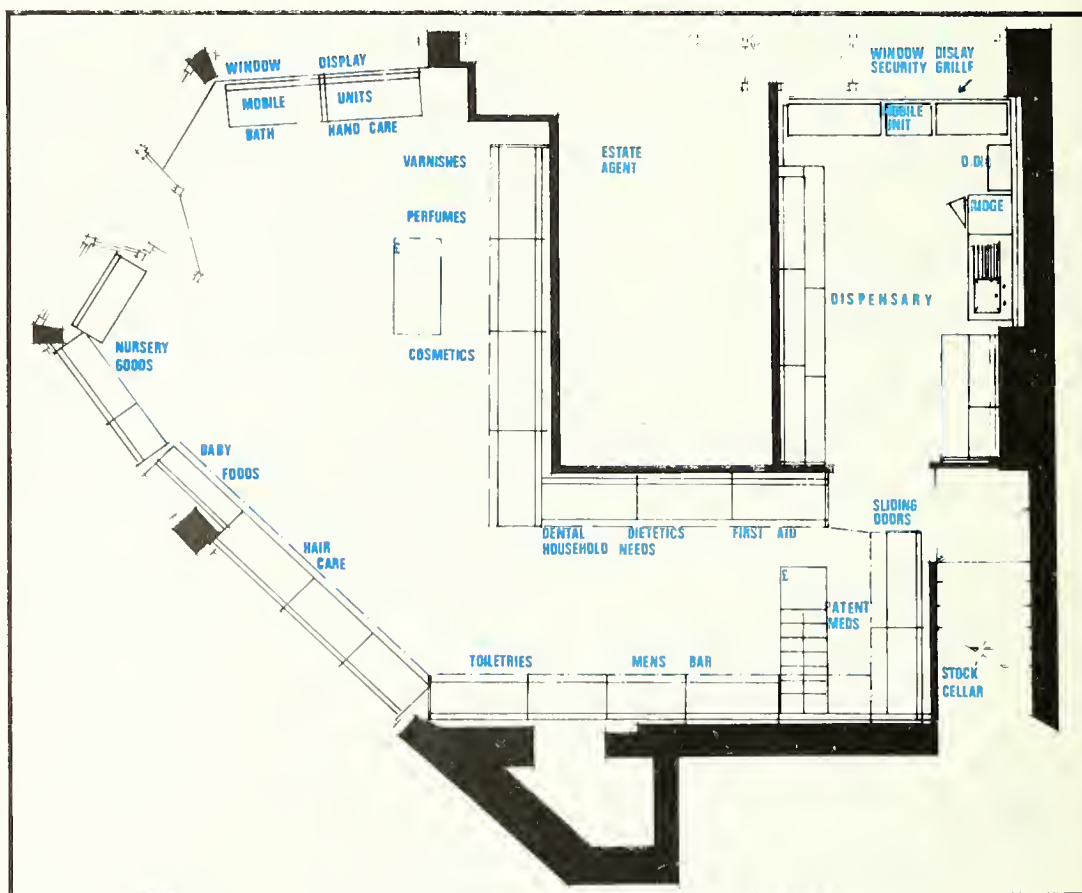 WINDOW DISPLAY
MOBILE UNITS
BATH HAND CARE
WINDOW DISLAY
SECURITY GRILLE
MOBILE
UNIT
VARNISHES
ESTATE
AGENT
PERFUMES
£
RIDGE
DISPENSARY
COSMETICS
NURSERY
GOODS
BABY
FOODS
HAIR
CARE
DENTAL DIETETICS FIRST AID
HOUSEHOLD NEEDS
SLIDING
DOORS
£
PATENT
MEDS
TOILETRIES MENS BAR
STOCK
CELLAR